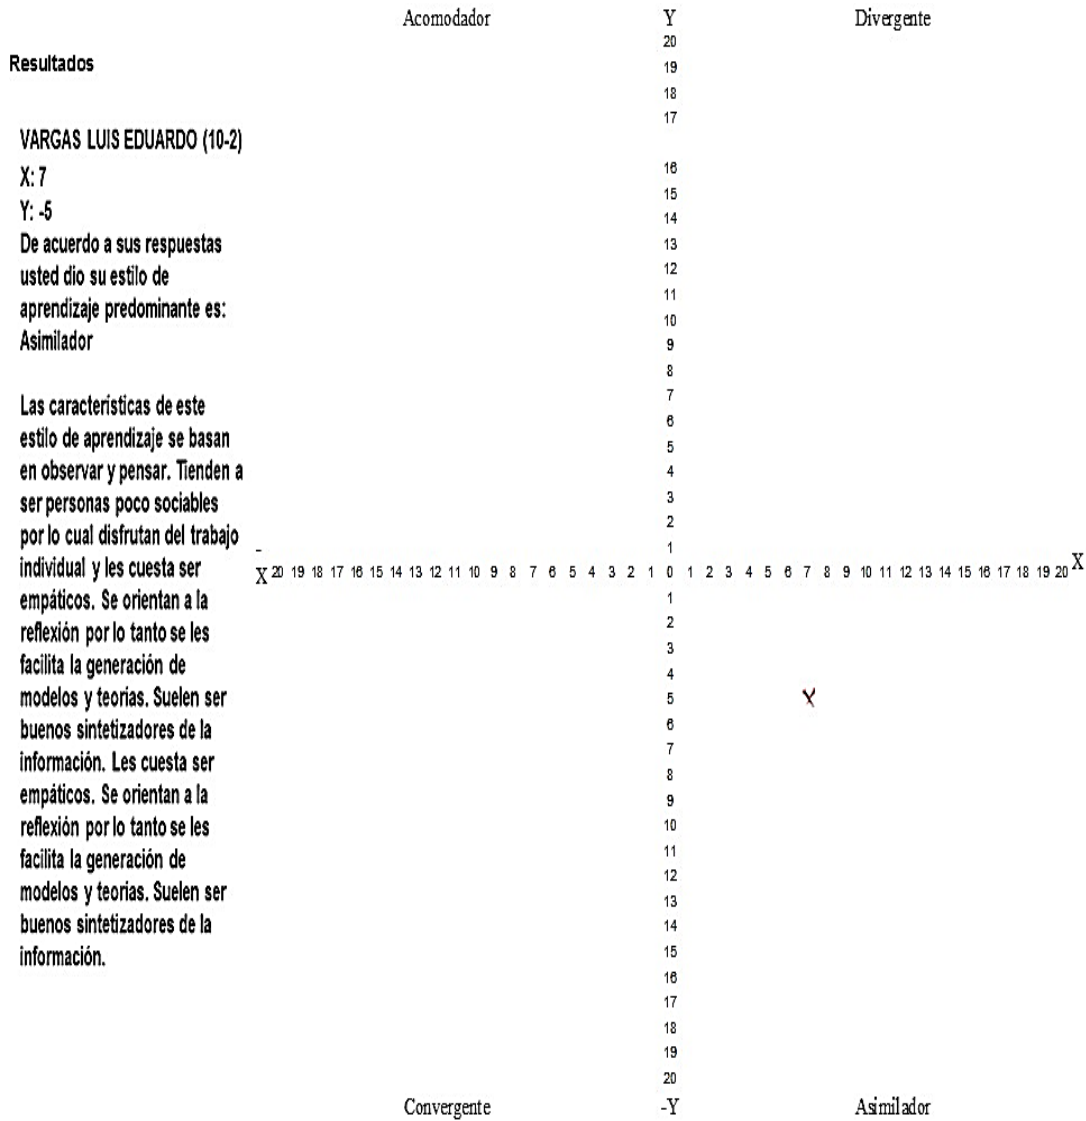 Acomodador
Y
Divergente
Resultados
VARGAS LUIS EDUARDO (10-2)
X: 7
Y: -5
De acuerdo a sus respuestas
usted dio su estilo de
aprendizaje predominante es:
Asimilador
Las características de este
estilo de aprendizaje se basan
en observar y pensar. Tienden a
ser personas poco sociables
por lo cual disfrutan del trabajo
individual y les cuesta ser
empáticos. Se orientan a la
reflexión por lo tanto se les
facilita la generación de
modelos y teorías. Suelen ser
buenos sintetizadores de la
información. Les cuesta ser
empáticos. Se orientan a la
reflexión por lo tanto se les
facilita la generación de
modelos y teorías. Suelen ser
buenos sintetizadores de la
información.
20
19
18
17
16
15
14
13
12
11
10
9
8
7
6
5
4
3
2
1
-
X 20 19 18 17 16 15 14 13 12 11 10 9 8 7 6 5 4 3 2 1 0 1 2 3 4 5 6 7 8 9 10 11 12 13 14 15 16 17 18 19 20 X
1
2
3
4
5
6
7
8
9
10
11
12
13
14
15
16
17
18
19
20
Convergente
-Y
Asimilador